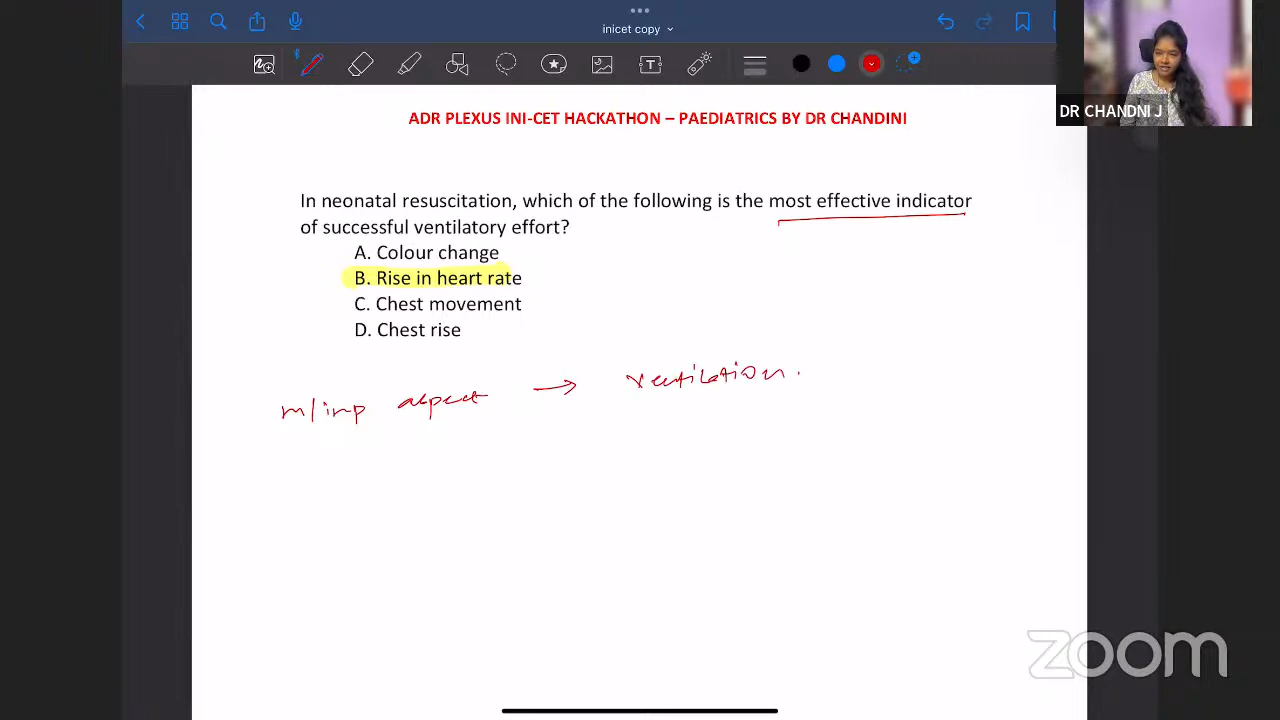 inicet copy
DR CHANDNI J
ADR PLEXUS INI-CET HACKATHON – PAEDIATRICS BY DR CHANDINI
In neonatal resuscitation, which of the following is the most effective indicator
of successful ventilatory effort?
A. Colour change
B. Rise in heart rate
C. Chest movement
D. Chest rise
m/imp aspect → ventilation.
zoom